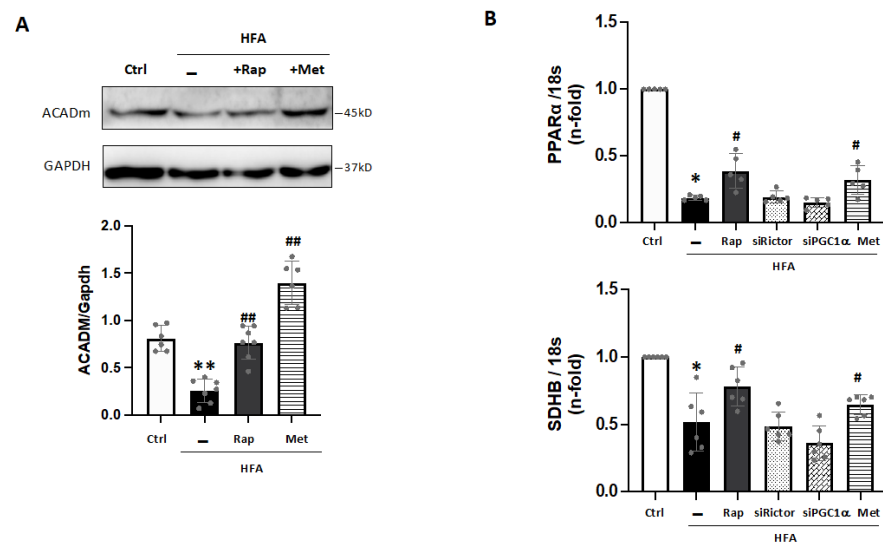 A
HFA
Ctrl – +Rap +Met
ACADm –45kD
GAPDH –37kD
ACADM/Gapdh
2.0
1.5
1.0
0.5
0.0
** ## ##
Ctrl – Rap Met
HFA
B
PPARα /18s
(n-fold)
1.5
1.0
0.5
0.0
* # #
Ctrl – Rap siRictor siPGC1α Met
HFA
SDHB / 18s
(n-fold)
1.5
1.0
0.5
0.0
* # #
Ctrl – Rap siRictor siPGC1α Met
HFA